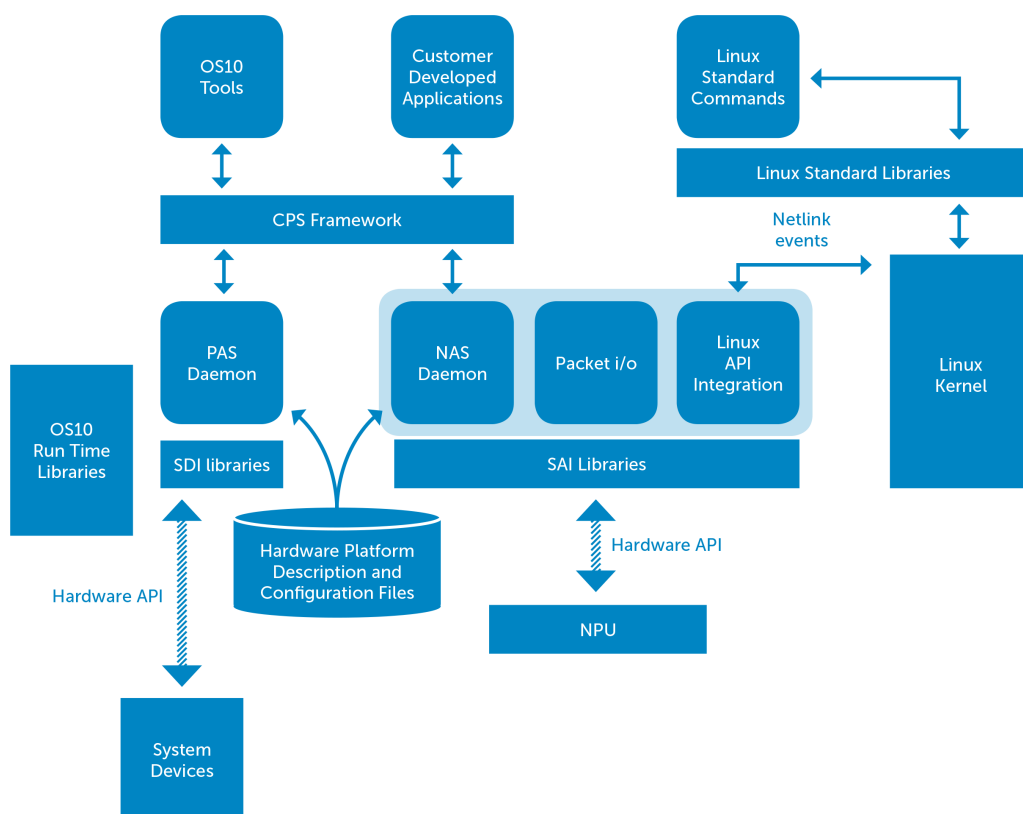 OS10
Tools
Customer
Developed
Applications
Linux
Standard
Commands
Linux Standard Libraries
CPS Framework
Netlink
events
PAS
Daemon
NAS
Daemon
Packet i/o
Linux
API
Integration
Linux
Kernel
OS10
Run Time
Libraries
SDI libraries
SAI Libraries
Hardware Platform
Description and
Configuration Files
Hardware API
Hardware API
NPU
System
Devices